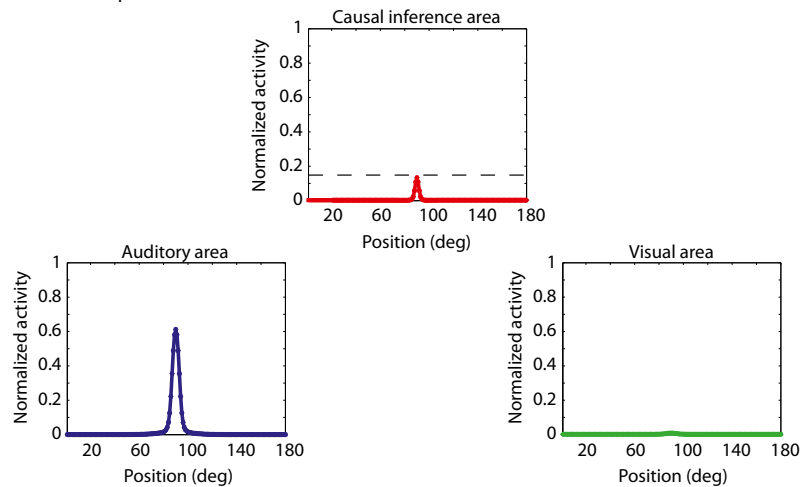 Causal inference area
Normalized activity
1
0.8
0.6
0.4
0.2
0
20 60 100 140 180
Position (deg)
Auditory area
Normalized activity
1
0.8
0.6
0.4
0.2
0
20 60 100 140 180
Position (deg)
Visual area
Normalized activity
1
0.8
0.6
0.4
0.2
0
20 60 100 140 180
Position (deg)